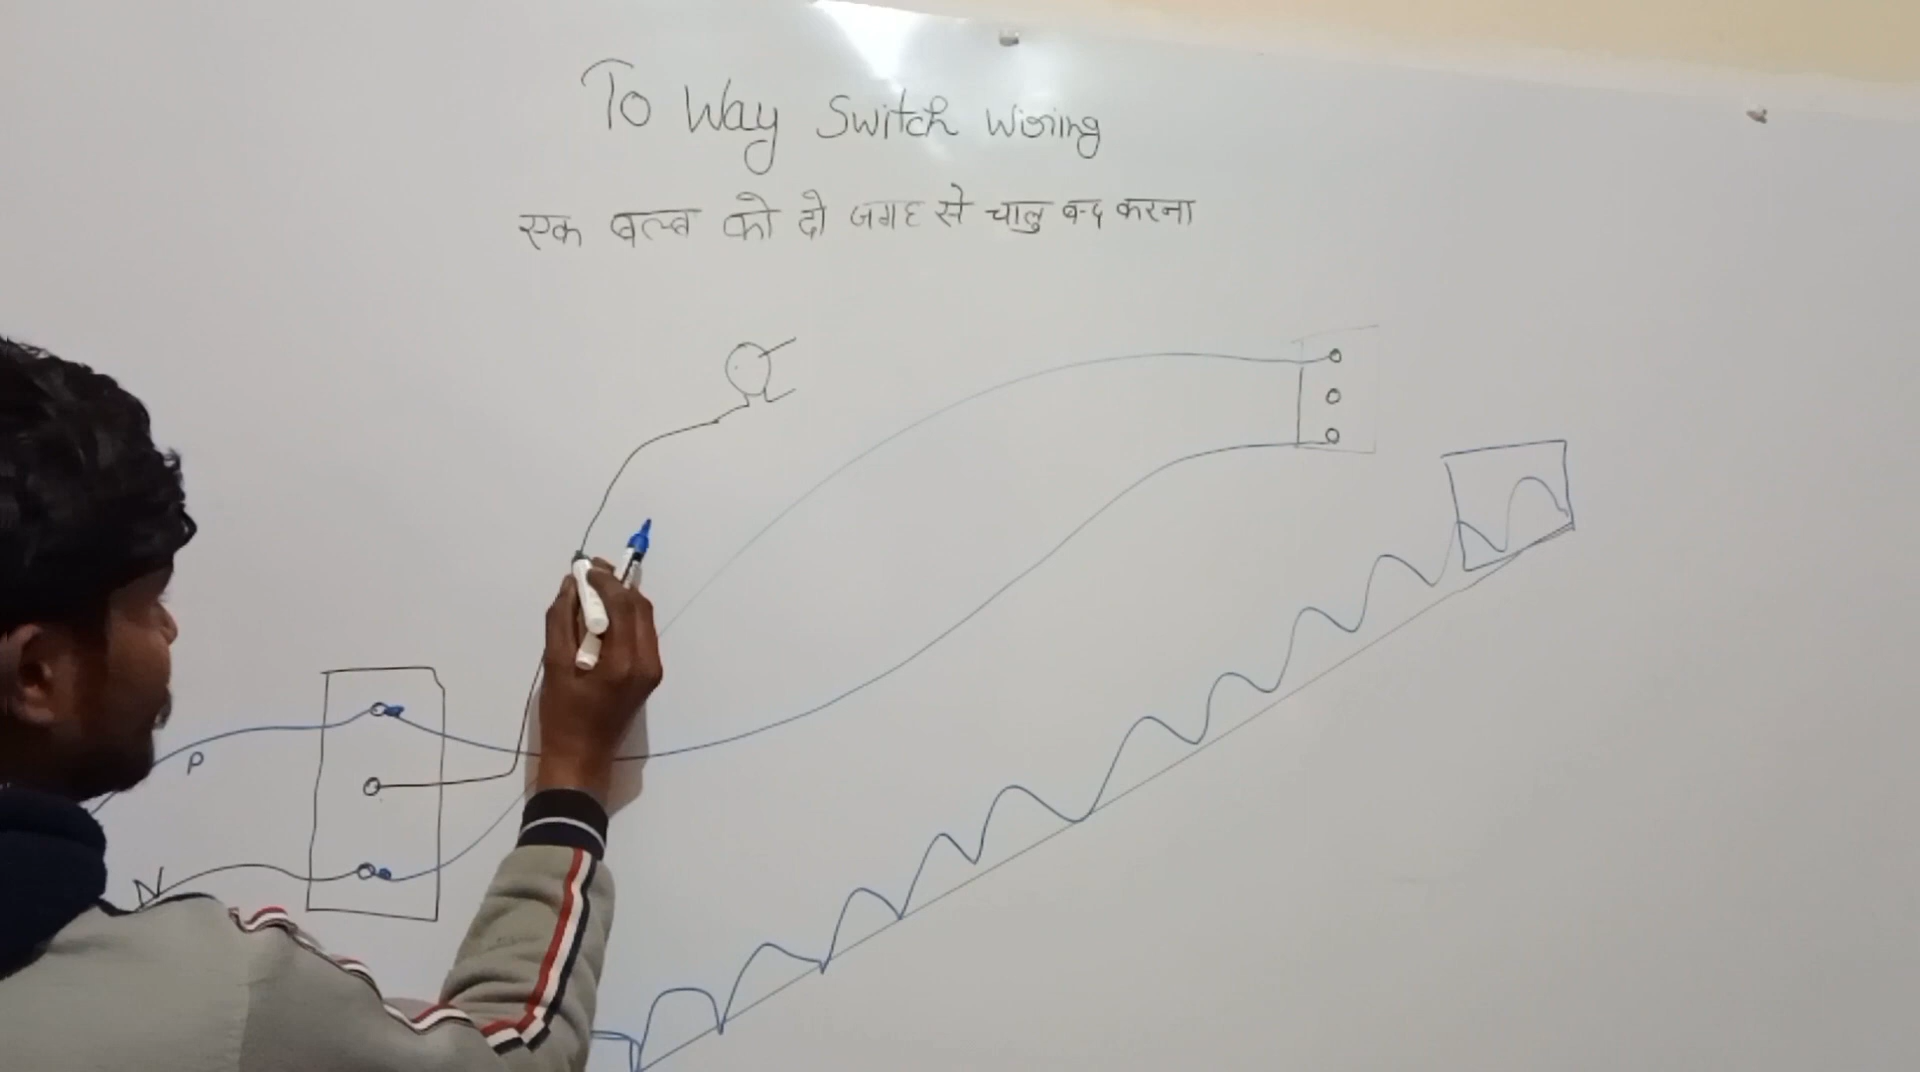 To Way Switch Wiring
एक बल्ब को दो जगह से चालु बन्द करना
P
N